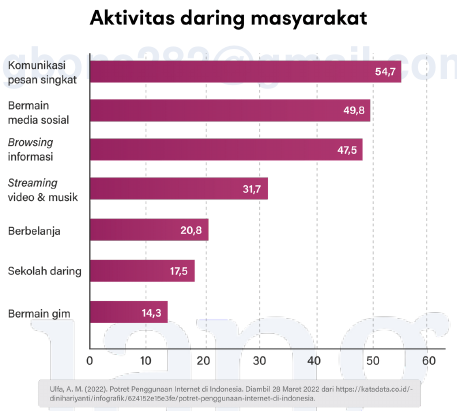 Aktivitas daring masyarakat
Komunikasi
pesan singkat
54,7
Bermain
media sosial
49,8
Browsing
informasi
47,5
Streaming
video & musik
31,7
Berbelanja
20,8
Sekolah daring
17,5
Bermain gim
14,3
0 10 20 30 40 50 60
Ulfa, A. M. (2022). Potret Penggunaan Internet di Indonesia. Diambil 28 Maret 2022 dari https://katadata.co.id/-
dinihariyanti/infografik/624152e15e3fe/potret-penggunaan-internet-di-indonesia.